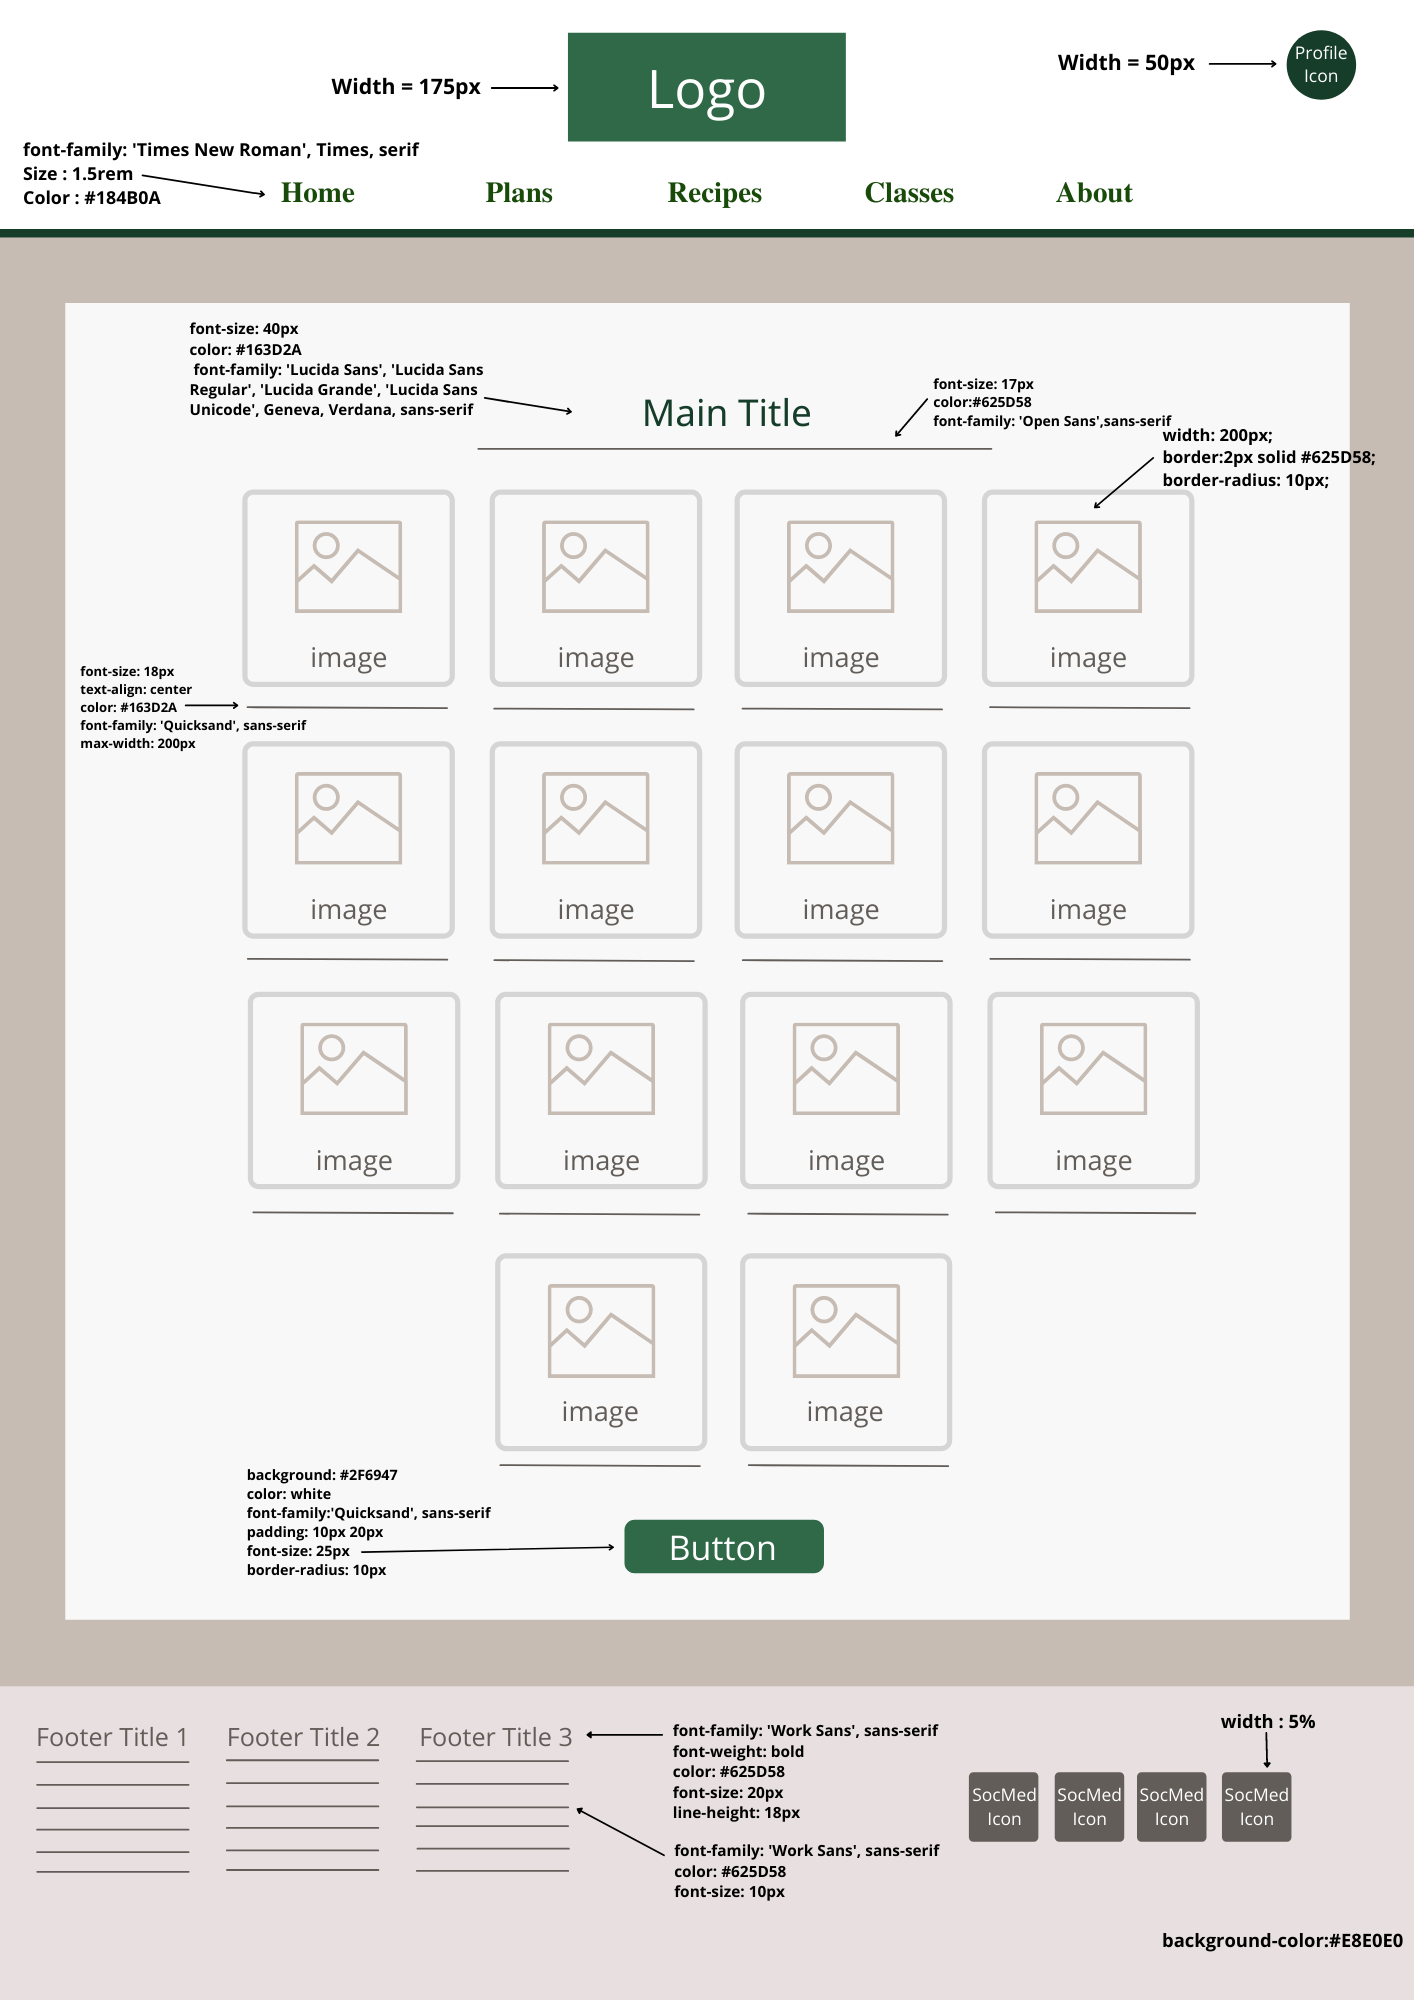 Logo
Profile
Icon
Width = 175px
Width = 50px
font-family: 'Times New Roman', Times, serif
Size : 1.5rem
Color : #184B0A
Home Plans Recipes Classes About
font-size: 40px
color: #163D2A
font-family: 'Lucida Sans', 'Lucida Sans
Regular', 'Lucida Grande', 'Lucida Sans
Unicode', Geneva, Verdana, sans-serif
Main Title
font-size: 17px
color:#625D58
font-family: 'Open Sans',sans-serif
width: 200px;
border:2px solid #625D58;
border-radius: 10px;
image image image image
font-size: 18px
text-align: center
color: #163D2A
font-family: 'Quicksand', sans-serif
max-width: 200px
image image image image
image image image image
image image
background: #2F6947
color: white
font-family:'Quicksand', sans-serif
padding: 10px 20px
font-size: 25px
border-radius: 10px
Button
Footer Title 1 Footer Title 2 Footer Title 3
font-family: 'Work Sans', sans-serif
font-weight: bold
color: #625D58
font-size: 20px
line-height: 18px
font-family: 'Work Sans', sans-serif
color: #625D58
font-size: 10px
width : 5%
SocMed SocMed SocMed SocMed
Icon Icon Icon Icon
background-color:#E8E0E0